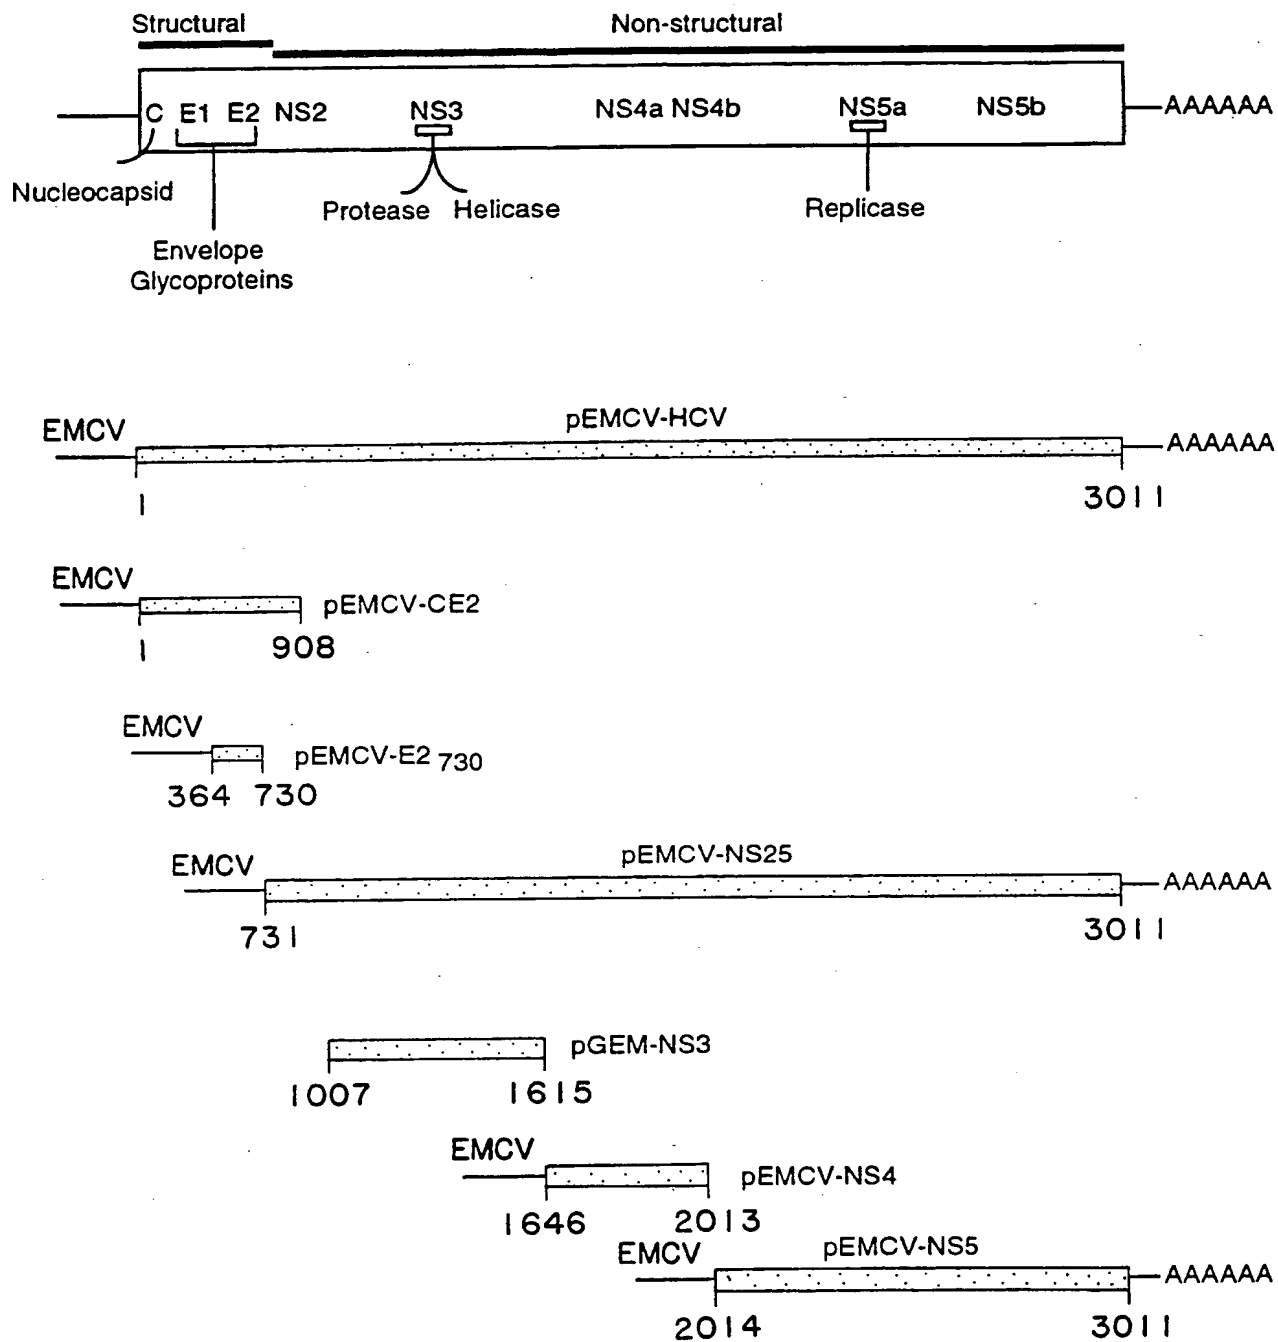 Structural
Non-structural
C E1 E2 NS2 NS3 NS4a NS4b NS5a NS5b AAAAAA
Nucleocapsid
Protease Helicase
Replicase
Envelope
Glycoproteins
pEMCV-HCV
EMCV
AAAAAA
1 3011
EMCV
pEMCV-CE2
1 908
EMCV
pEMCV-E2 730
364 730
pEMCV-NS25
EMCV
AAAAAA
731 3011
pGEM-NS3
1007 1615
EMCV
pEMCV-NS4
1646 2013
EMCV
pEMCV-NS5
AAAAAA
2014 3011